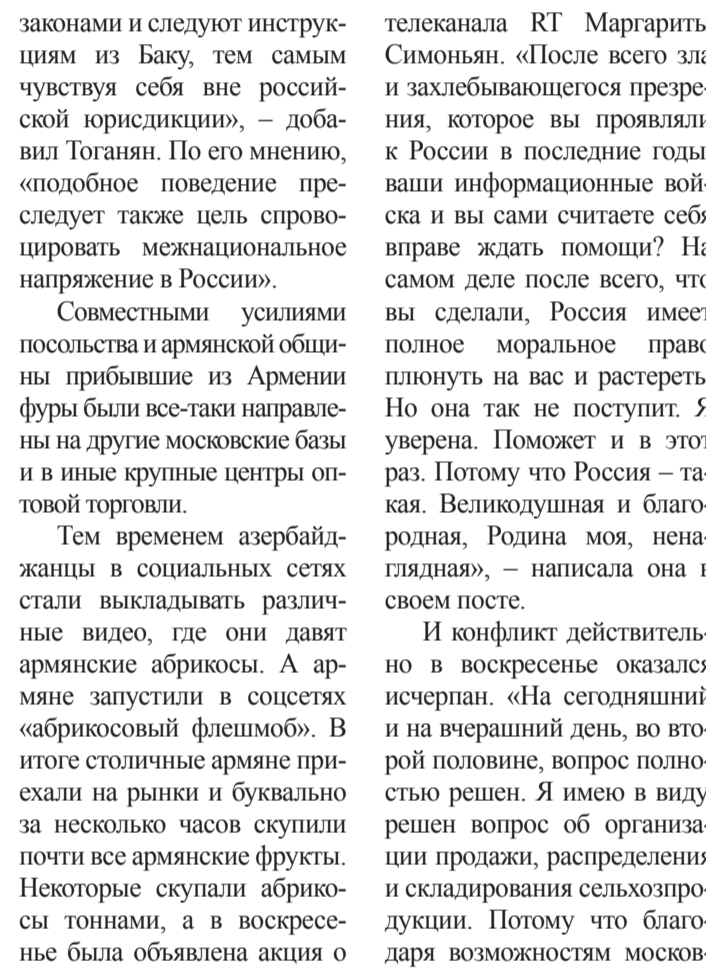 законами и следуют инструк-
циям из Баку, тем самым
чувствуя себя вне россий-
ской юрисдикции», – доба-
вил Тоганян. По его мнению,
«подобное поведение пре-
следует также цель спрово-
цировать межнациональное
напряжение в России».
Совместными усилиями
посольства и армянской общи-
ны прибывшие из Армении
фуры были все-таки направле-
ны на другие московские базы
и в иные крупные центры оп-
товой торговли.
Тем временем азербайд-
жанцы в социальных сетях
стали выкладывать различ-
ные видео, где они давят
армянские абрикосы. А ар-
мяне запустили в соцсетях
«абрикосовый флешмоб». В
итоге столичные армяне при-
ехали на рынки и буквально
за несколько часов скупили
почти все армянские фрукты.
Некоторые скупали абрико-
сы тоннами, а в воскресе-
нье была объявлена акция о
телеканала RT Маргариты
Симоньян. «После всего зла
и захлебывающегося презре-
ния, которое вы проявляли
к России в последние годы
ваши информационные вой-
ска и вы сами считаете себя
вправе ждать помощи? На
самом деле после всего, что
вы сделали, Россия имеет
полное моральное право
плюнуть на вас и растереть
Но она так не поступит. Я
уверена. Поможет и в этот
раз. Потому что Россия – та-
кая. Великодушная и благо-
родная, Родина моя, нена-
глядная», – написала она в
своем посте.
И конфликт действитель-
но в воскресенье оказался
исчерпан. «На сегодняшний
и на вчерашний день, во вто-
рой половине, вопрос полно-
стью решен. Я имею в виду
решен вопрос об организа-
ции продажи, распределения
и складирования сельхозпро-
дукции. Потому что благо-
даря возможностям москов-